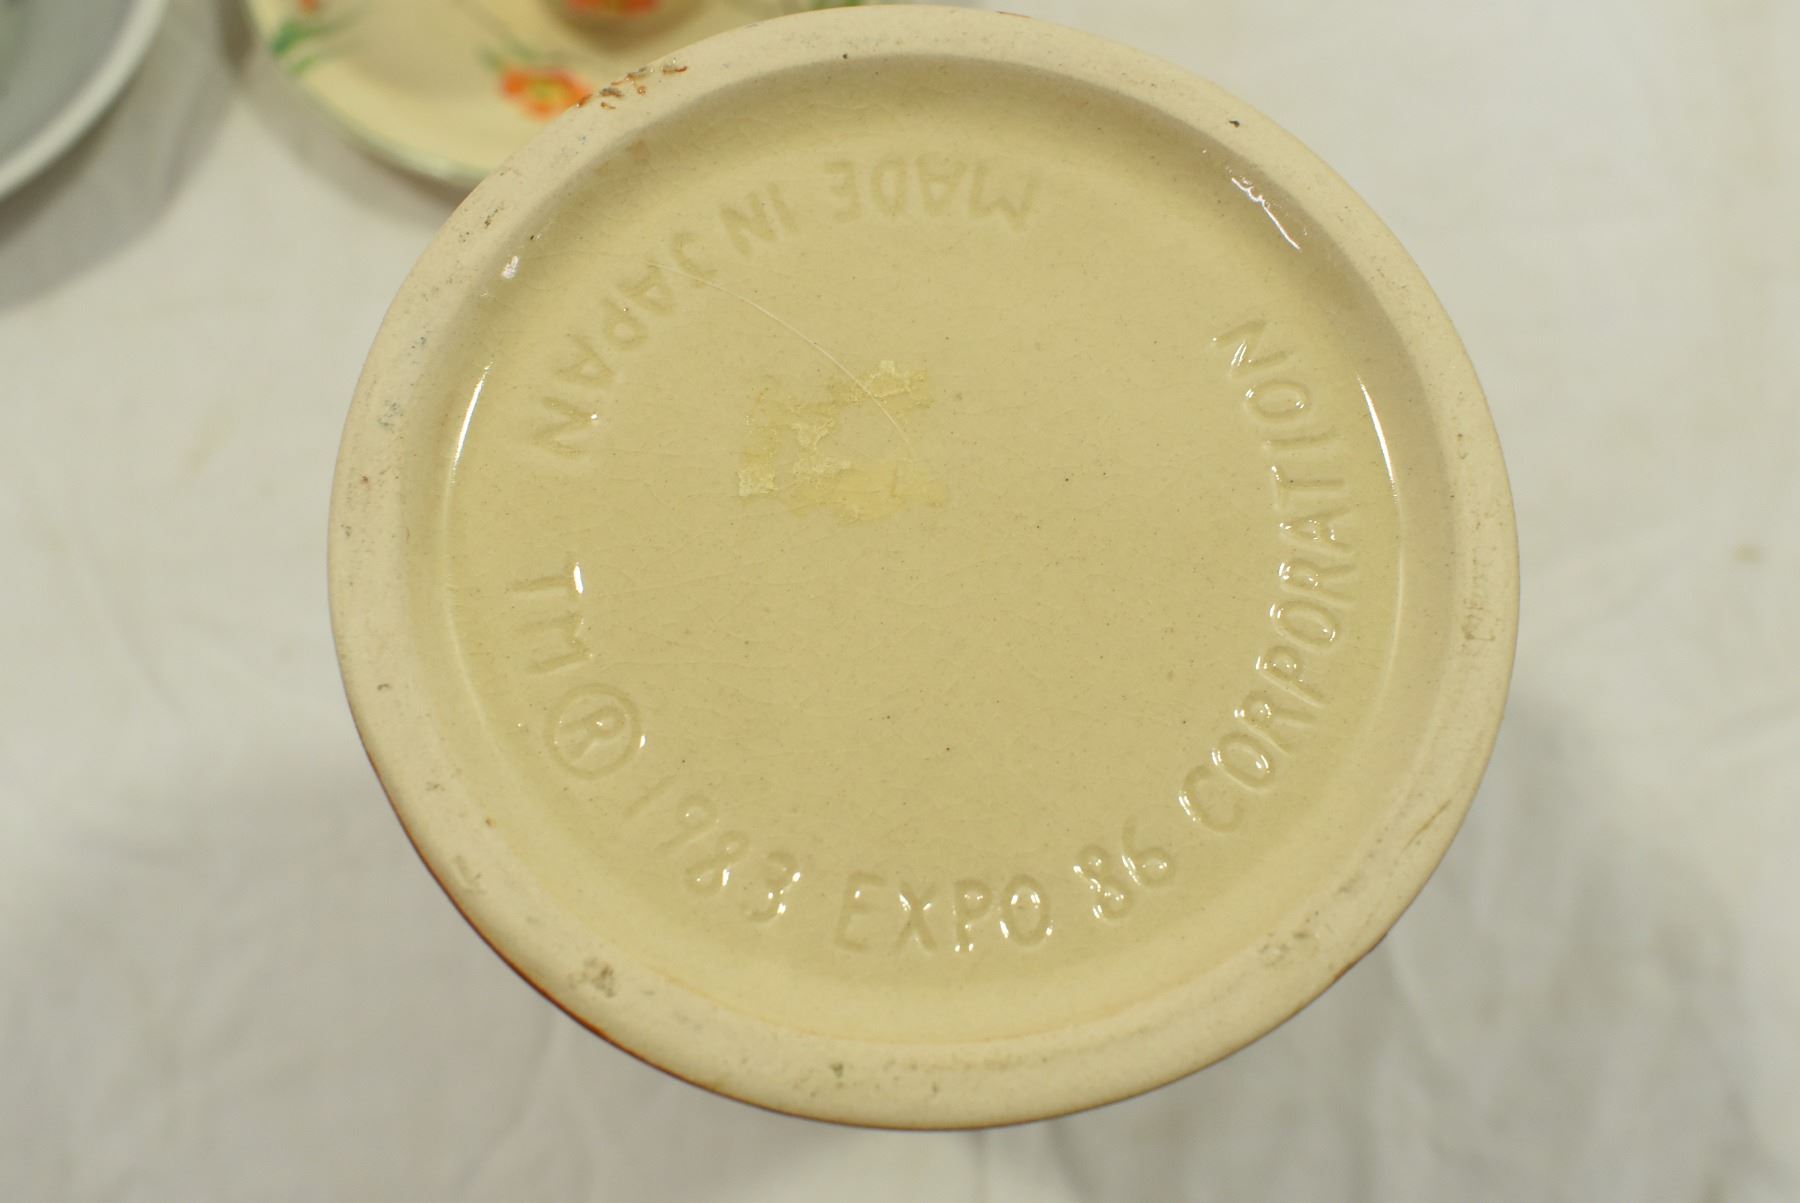 TM ® 1983 EXPO 86 CORPORATION
MADE IN JAPAN